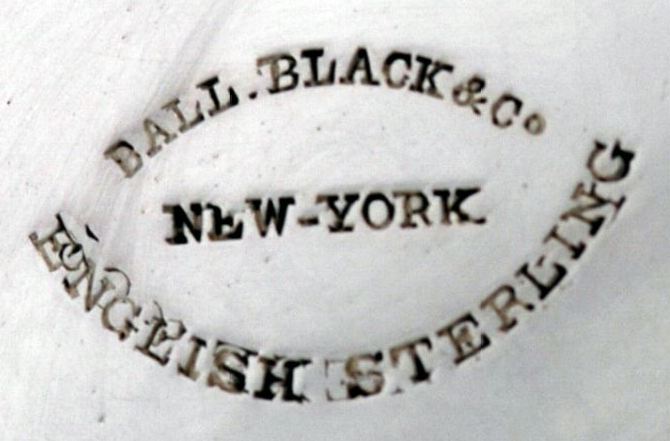 BALL. BLACK & Co
NEW-YORK
ENGLISH STERLING